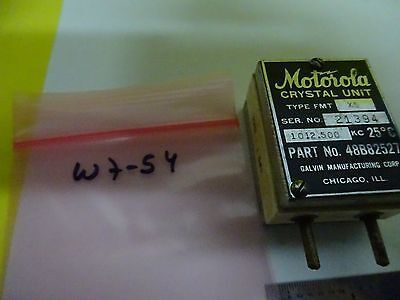 W7-54
Motorola
CRYSTAL UNIT
TYPE FMT
SER. NO. 21394
1012.500 KC 25°C
PART No. 48B82527
GALVIN MANUFACTURING CORP.
CHICAGO, ILL.